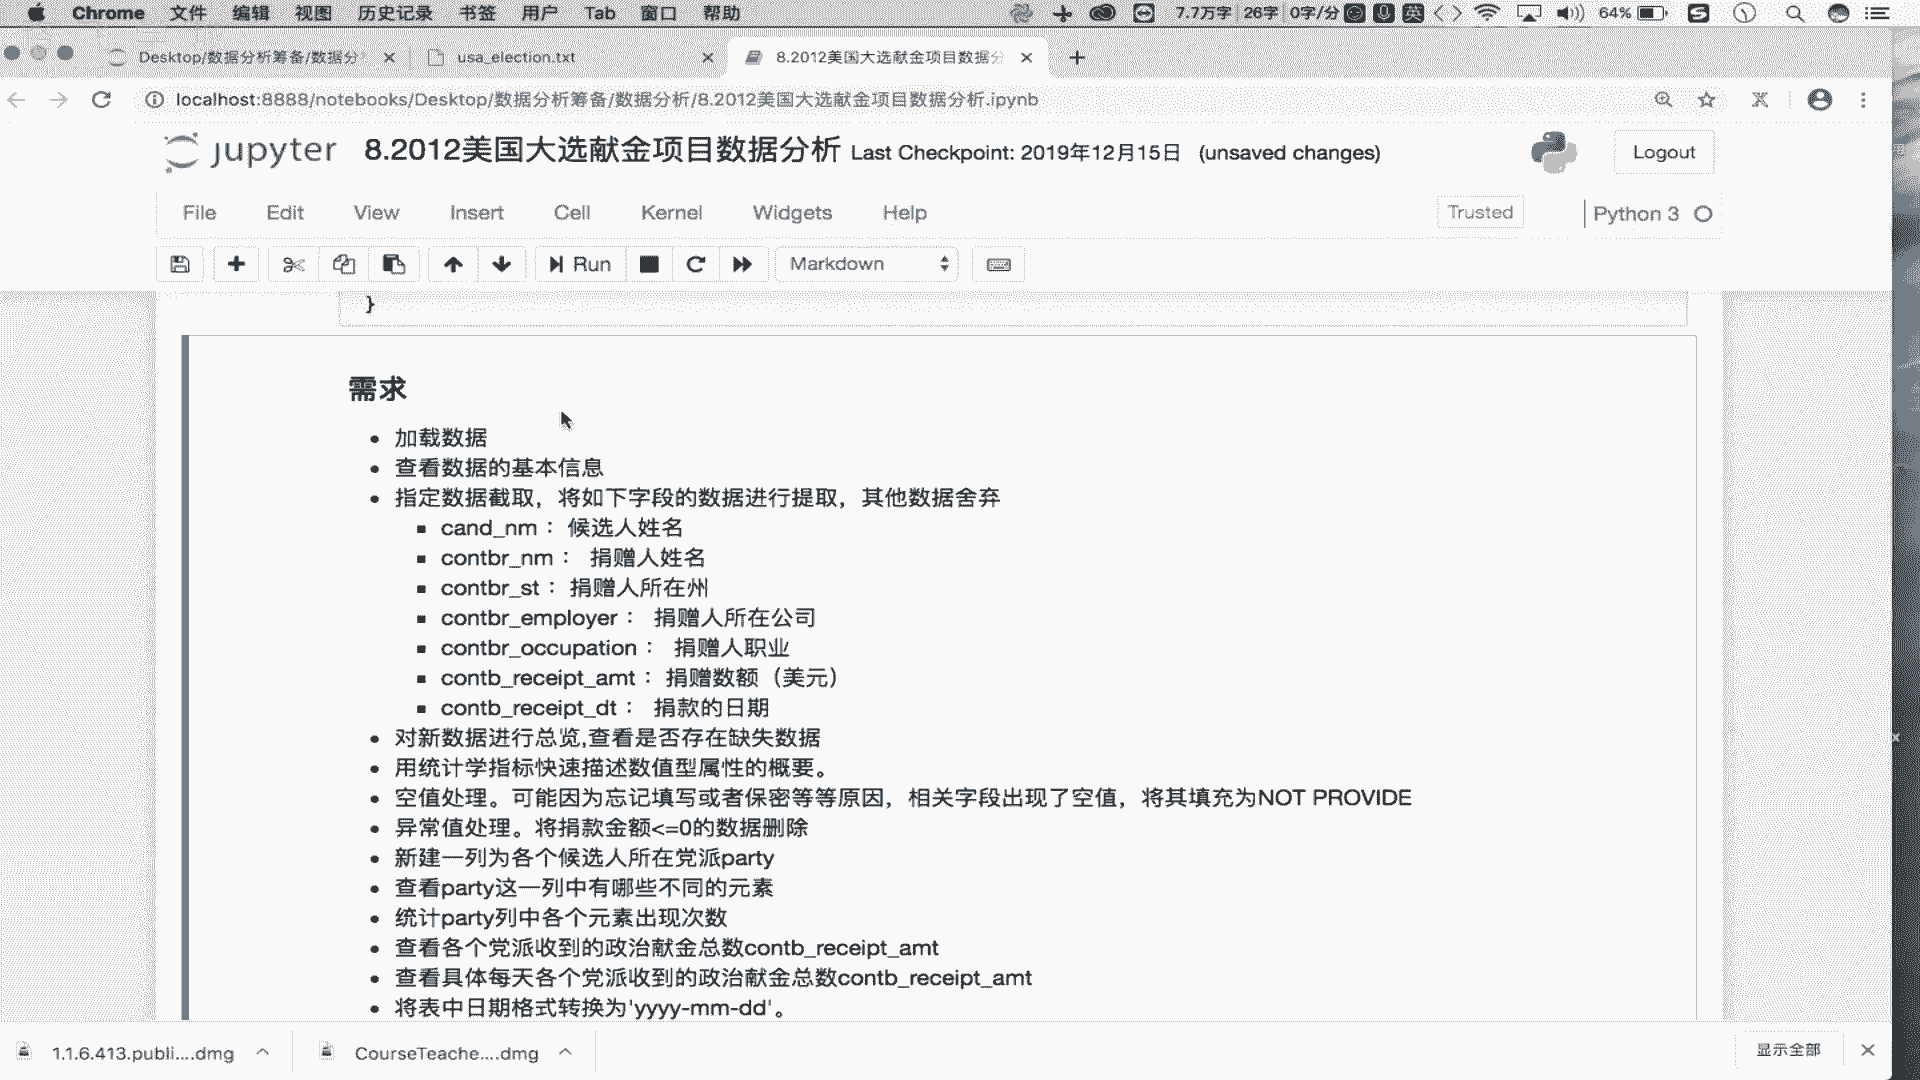 Chrome 文件 编辑 视图 历史记录 书签 用户 Tab 窗口 帮助 7.7万字 26字 0字/分 英 64%
Desktop/数据分析筹备/数据分 usa_election.txt 8.2012美国大选献金项目数据分
localhost:8888/notebooks/Desktop/数据分析筹备/数据分析/8.2012美国大选献金项目数据分析.ipynb
jupyter 8.2012美国大选献金项目数据分析 Last Checkpoint: 2019年12月15日 (unsaved changes) Logout
File Edit View Insert Cell Kernel Widgets Help Trusted Python 3
Run Markdown
}
需求
加载数据
查看数据的基本信息
指定数据截取，将如下字段的数据进行提取，其他数据舍弃
cand_nm ：候选人姓名
contbr_nm ： 捐赠人姓名
contbr_st ：捐赠人所在州
contbr_employer ： 捐赠人所在公司
contbr_occupation ： 捐赠人职业
contb_receipt_amt ：捐赠数额（美元）
contb_receipt_dt ： 捐款的日期
对新数据进行总览,查看是否存在缺失数据
用统计学指标快速描述数值型属性的概要。
空值处理。可能因为忘记填写或者保密等等原因，相关字段出现了空值，将其填充为NOT PROVIDE
异常值处理。将捐款金额<=0的数据删除
新建一列为各个候选人所在党派party
查看party这一列中有哪些不同的元素
统计party列中各个元素出现次数
查看各个党派收到的政治献金总数contb_receipt_amt
查看具体每天各个党派收到的政治献金总数contb_receipt_amt
将表中日期格式转换为'yyyy-mm-dd'。
1.1.6.413.publi....dmg CourseTeache....dmg 显示全部